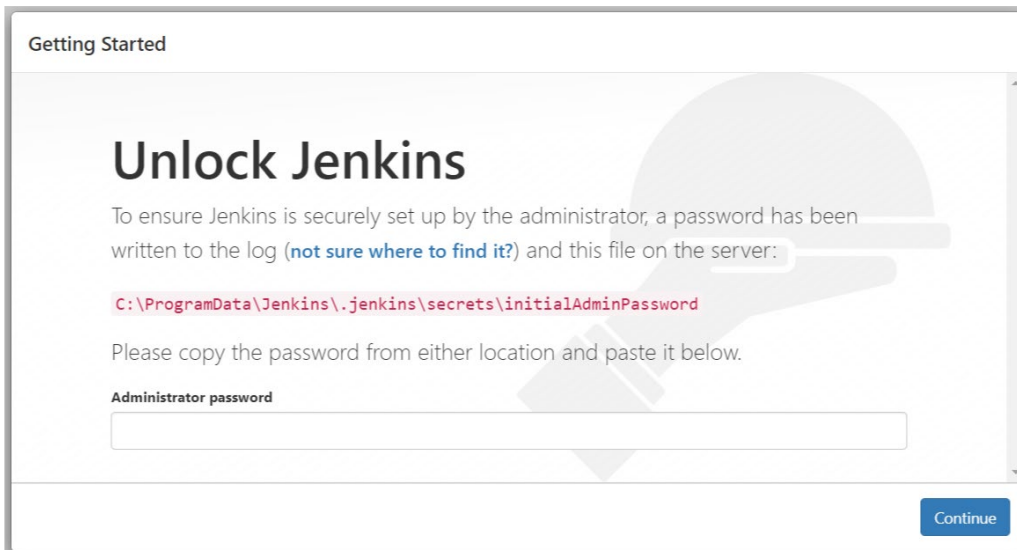 Getting Started
Unlock Jenkins
To ensure Jenkins is securely set up by the administrator, a password has been
written to the log (not sure where to find it?) and this file on the server:
C:\ProgramData\Jenkins\.jenkins\secrets\initialAdminPassword
Please copy the password from either location and paste it below.
Administrator password
Continue